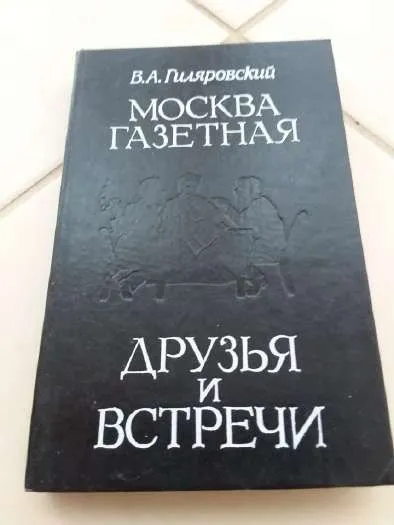 В.А. Гиляровский
МОСКВА
ГАЗЕТНАЯ
ДРУЗЬЯ
И
ВСТРЕЧИ